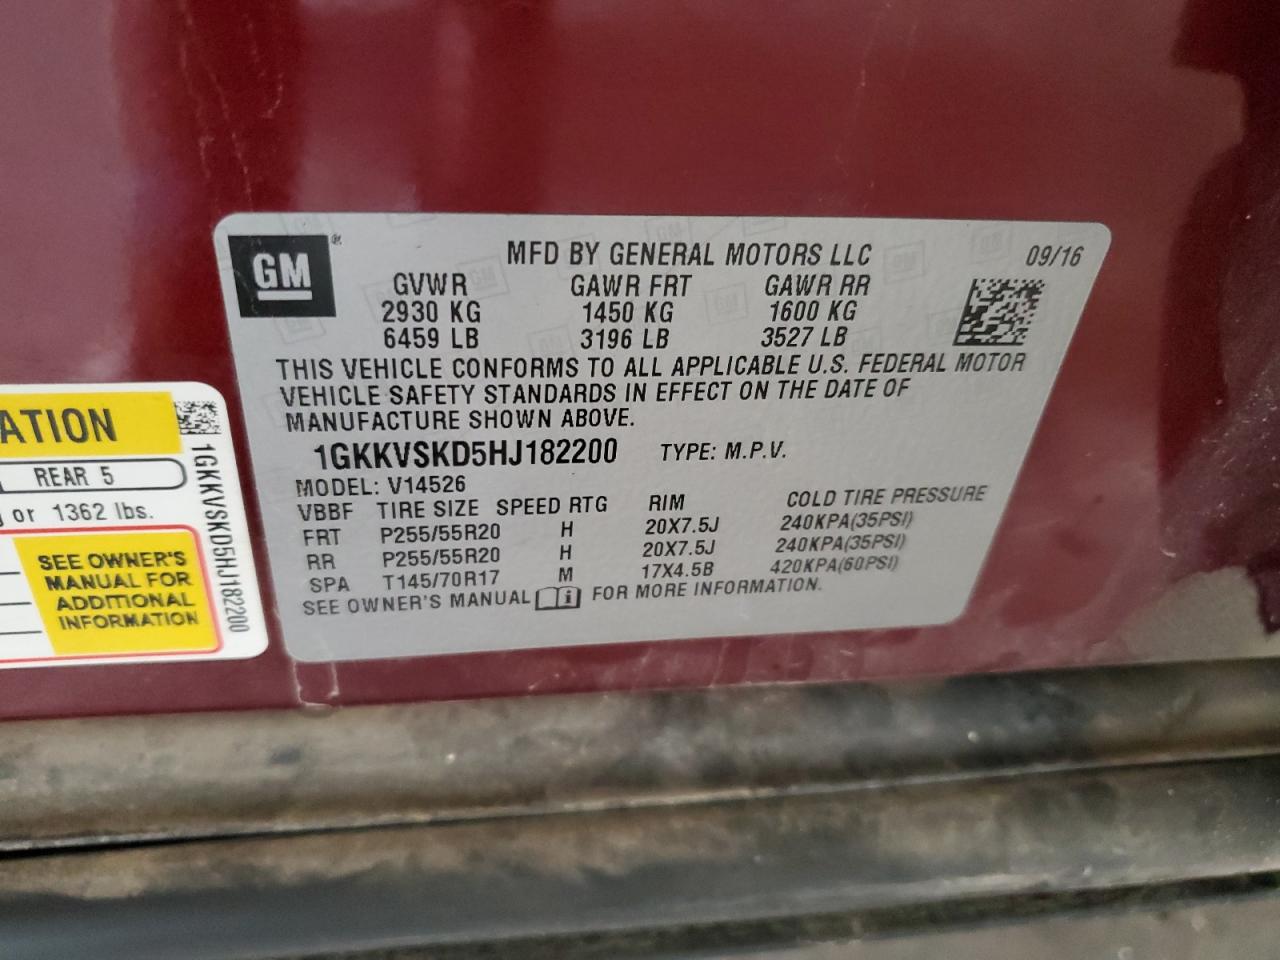 GM®
MFD BY GENERAL MOTORS LLC 09/16
GVWR GAWR FRT GAWR RR
2930 KG 1450 KG 1600 KG
6459 LB 3196 LB 3527 LB
THIS VEHICLE CONFORMS TO ALL APPLICABLE U.S. FEDERAL MOTOR
VEHICLE SAFETY STANDARDS IN EFFECT ON THE DATE OF
MANUFACTURE SHOWN ABOVE.
1GKKVSKD5HJ182200 TYPE: M.P.V.
MODEL: V14526
VBBF TIRE SIZE SPEED RTG RIM COLD TIRE PRESSURE
FRT P255/55R20 H 20X7.5J 240KPA(35PSI)
RR P255/55R20 H 20X7.5J 240KPA(35PSI)
SPA T145/70R17 M 17X4.5B 420KPA(60PSI)
SEE OWNER'S MANUAL FOR MORE INFORMATION.
ATION
REAR 5
or 1362 lbs.
SEE OWNER'S
MANUAL FOR
ADDITIONAL
INFORMATION
1GKKVSKD5HJ182200